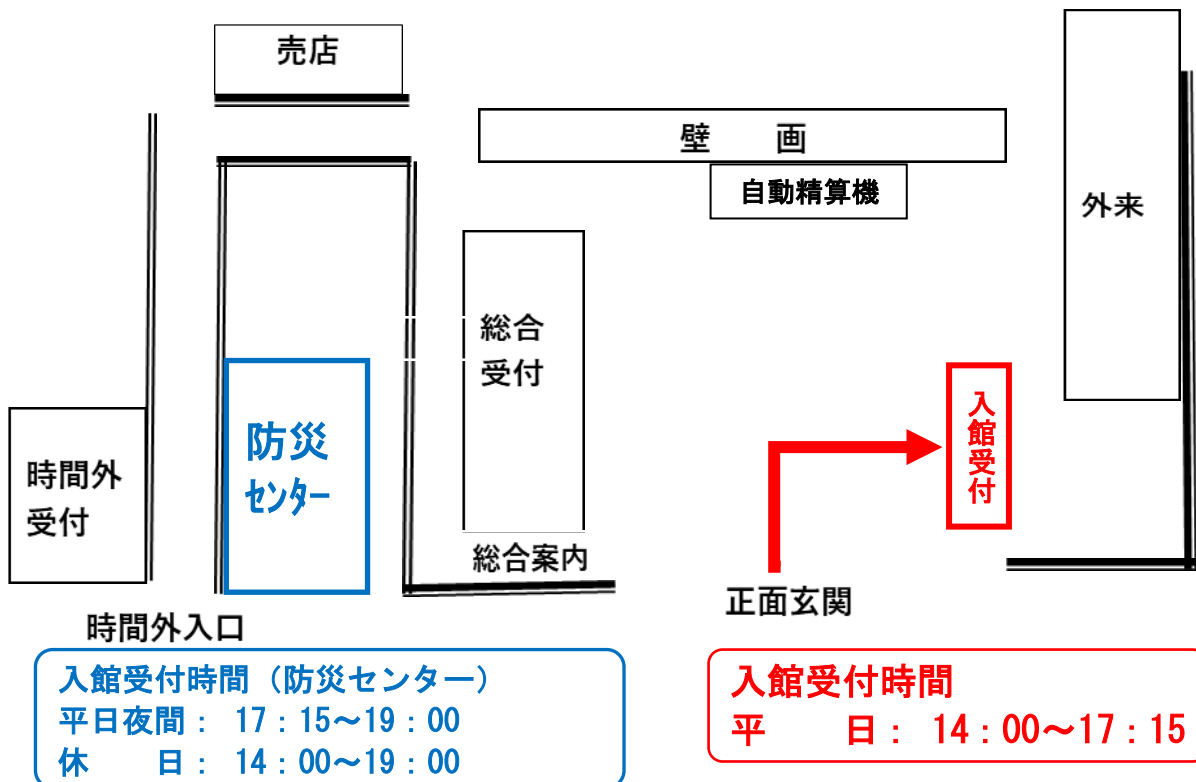 売店
壁　画
自動精算機
外来
総合
受付
入館受付
防災
センター
時間外
受付
総合案内
正面玄関
時間外入口
入館受付時間（防災センター）
平日夜間： 17：15～19：00
休　　日： 14：00～19：00
入館受付時間
平　　日： 14：00～17：15